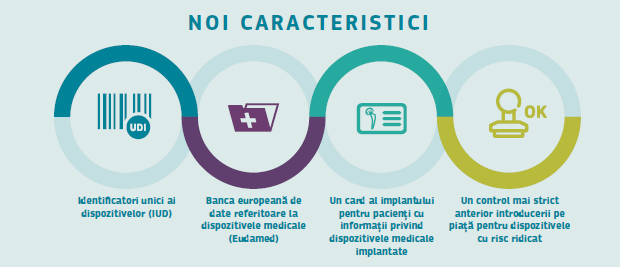 NOI CARACTERISTICI
UDI
OK
Identificatori unici ai
dispozitivelor (IUD)
Banca europeană de
date referitoare la
dispozitivele medicale
(Eudamed)
Un card al implantului
pentru pacienți cu
informații privind
dispozitivele medicale
implantate
Un control mai strict
anterior introducerii pe
piață pentru dispozitivele
cu risc ridicat